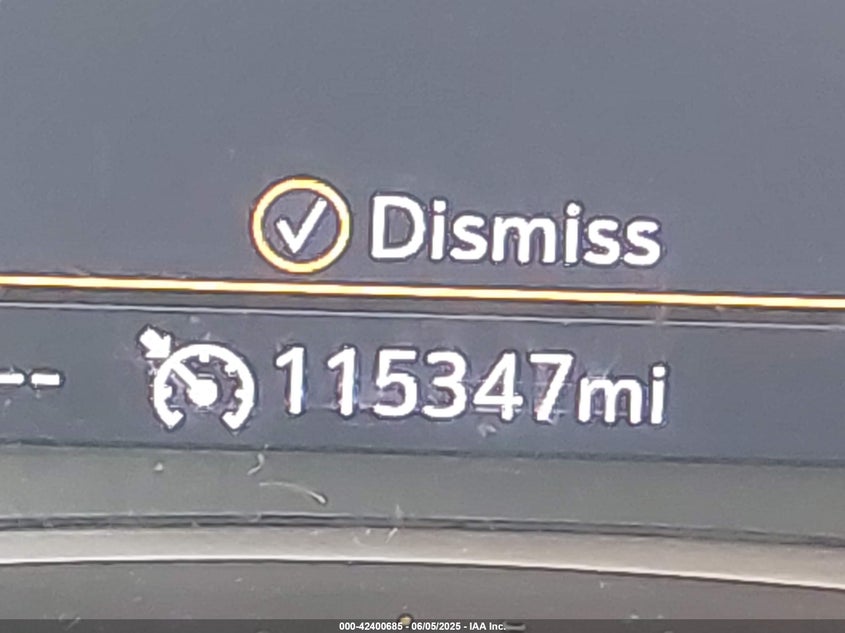 Dismiss
--- 115347mi
000-42400685 - 06/05/2025 - IAA Inc.